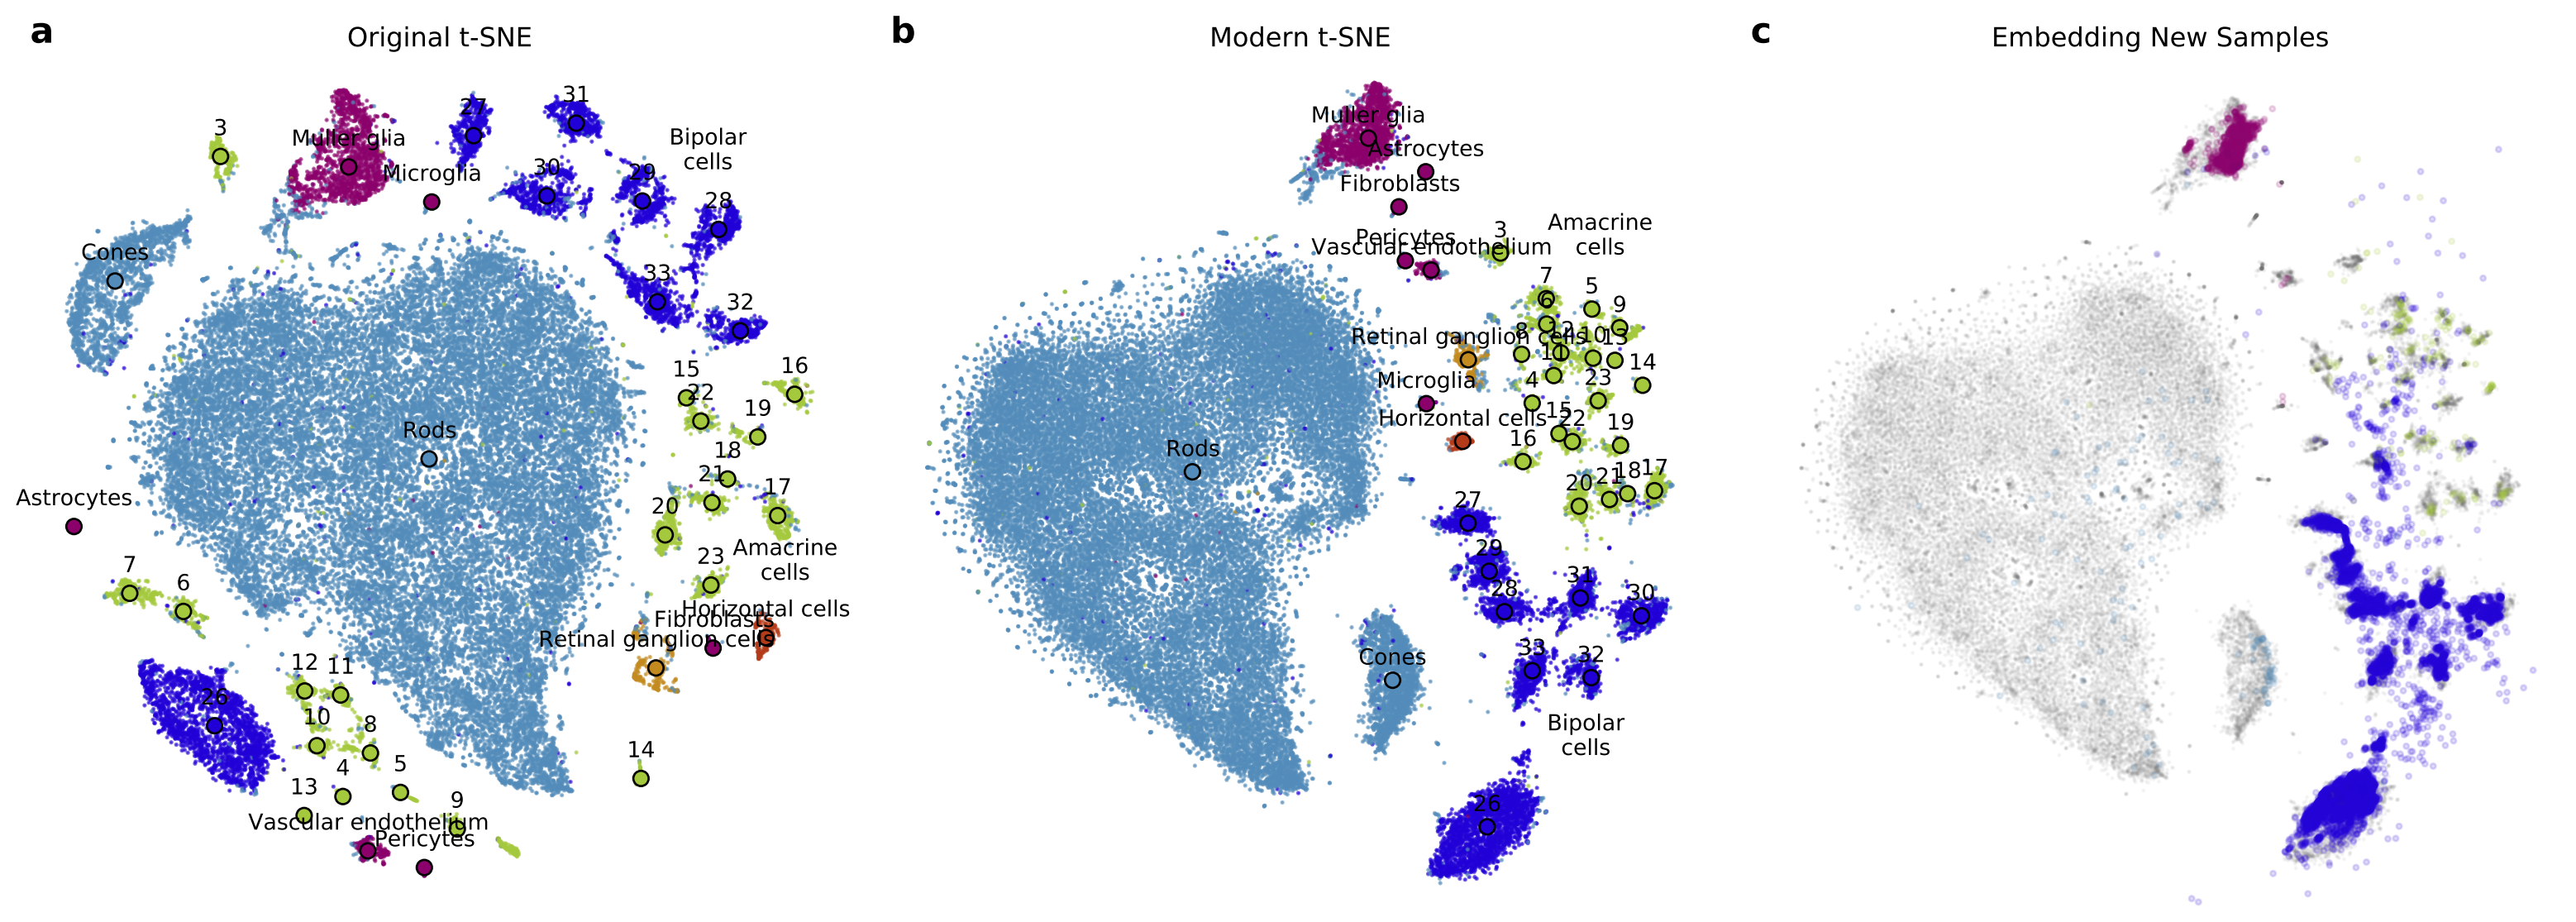 a
Original t-SNE
b
Modern t-SNE
c
Embedding New Samples
31
27
3
Muller glia
Bipolar
cells
Microglia
30
29
28
Cones
33
32
15
16
22
19
Rods
18
21
Astrocytes
17
20
Amacrine
cells
23
7
6
Horizontal cells
Fibroblasts
Retinal ganglion cells
12
11
26
10
8
14
5
4
13
9
Vascular endothelium
Pericytes
Muller glia
Astrocytes
Fibroblasts
Amacrine
cells
3
Pericytes
Vascular endothelium
7
5
6
9
8
12
10
13
Retinal ganglion cells
11
14
Microglia
4
23
15
Horizontal cells
22
19
16
Rods
20
21
18
17
27
29
28
31
30
33
32
Cones
Bipolar
cells
26